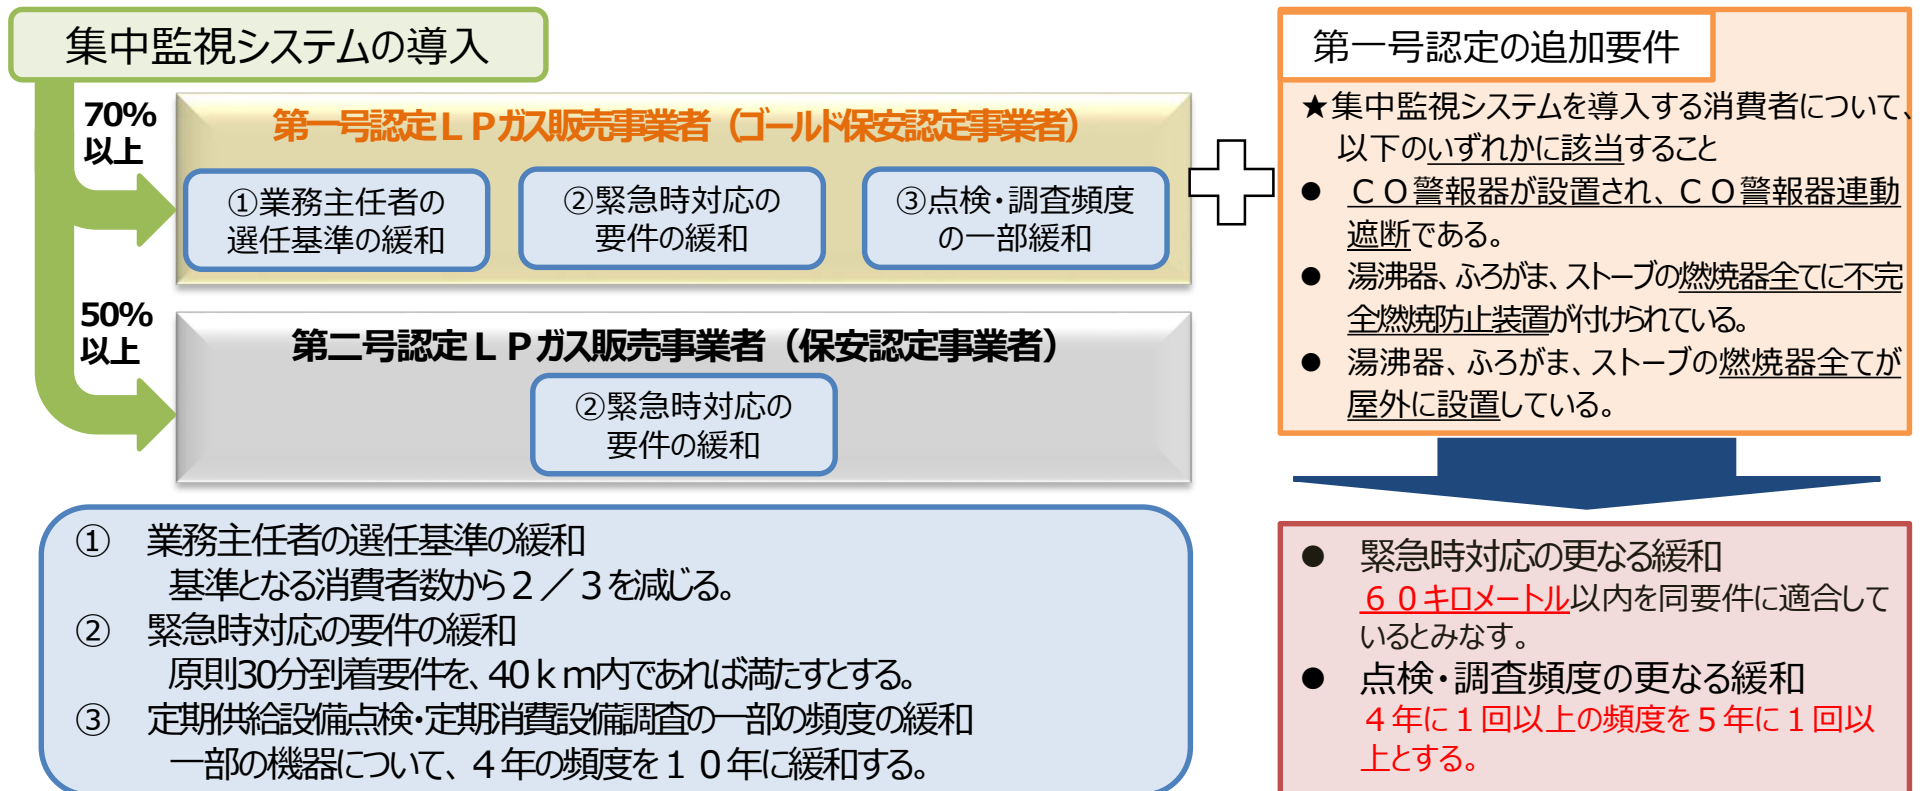 集中監視システムの導入
70%
以上
第一号認定LPガス販売事業者(ゴールド保安認定事業者)
①業務主任者の
選任基準の緩和
②緊急時対応の
要件の緩和
③点検・調査頻度
の一部緩和
50%
以上
第二号認定LPガス販売事業者(保安認定事業者)
②緊急時対応の
要件の緩和
① 業務主任者の選任基準の緩和
基準となる消費者数から2/3を減じる。
② 緊急時対応の要件の緩和
原則30分到着要件を、40km内であれば満たすとする。
③ 定期供給設備点検・定期消費設備調査の一部の頻度の緩和
一部の機器について、4年の頻度を10年に緩和する。
第一号認定の追加要件
★集中監視システムを導入する消費者について、
以下のいずれかに該当すること
● CO警報器が設置され、CO警報器連動
遮断である。
● 湯沸器、ふろがま、ストーブの燃焼器全てに不完
全燃焼防止装置が付けられている。
● 湯沸器、ふろがま、ストーブの燃焼器全てが
屋外に設置している。
● 緊急時対応の更なる緩和
60キロメートル以内を同要件に適合して
いるとみなす。
● 点検・調査頻度の更なる緩和
4年に1回以上の頻度を5年に1回以
上とする。